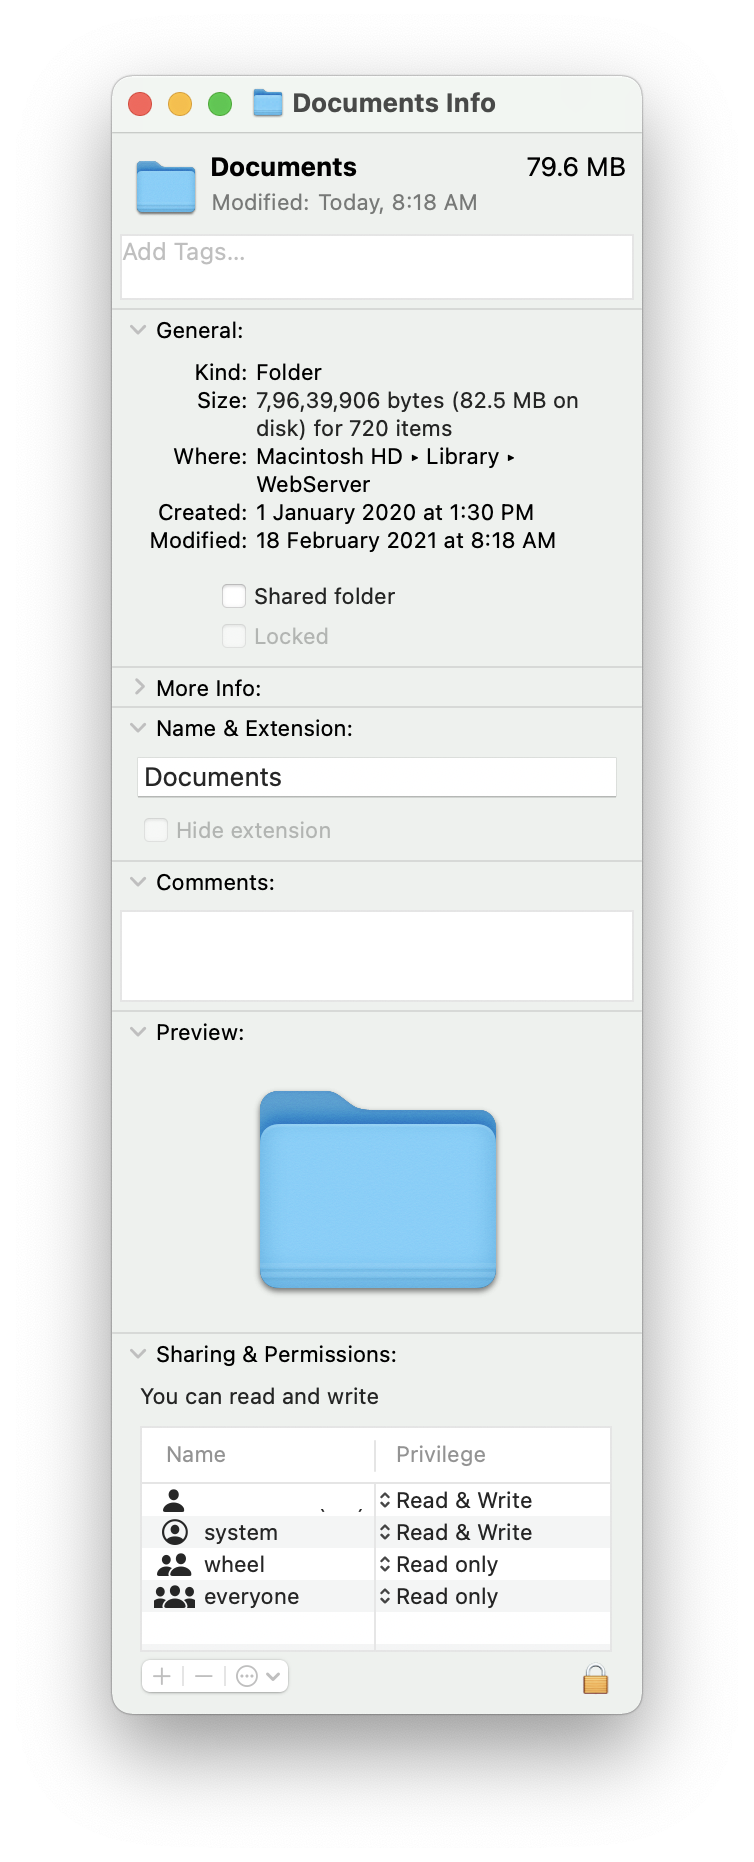 Documents Info
Documents 79.6 MB
Modified: Today, 8:18 AM
Add Tags...
General:
Kind: Folder
Size: 7,96,39,906 bytes (82.5 MB on
disk) for 720 items
Where: Macintosh HD ▸ Library ▸
WebServer
Created: 1 January 2020 at 1:30 PM
Modified: 18 February 2021 at 8:18 AM
Shared folder
Locked
More Info:
Name & Extension:
Documents
Hide extension
Comments:
Preview:
Sharing & Permissions:
You can read and write
Name Privilege
Read & Write
system Read & Write
wheel Read only
everyone Read only